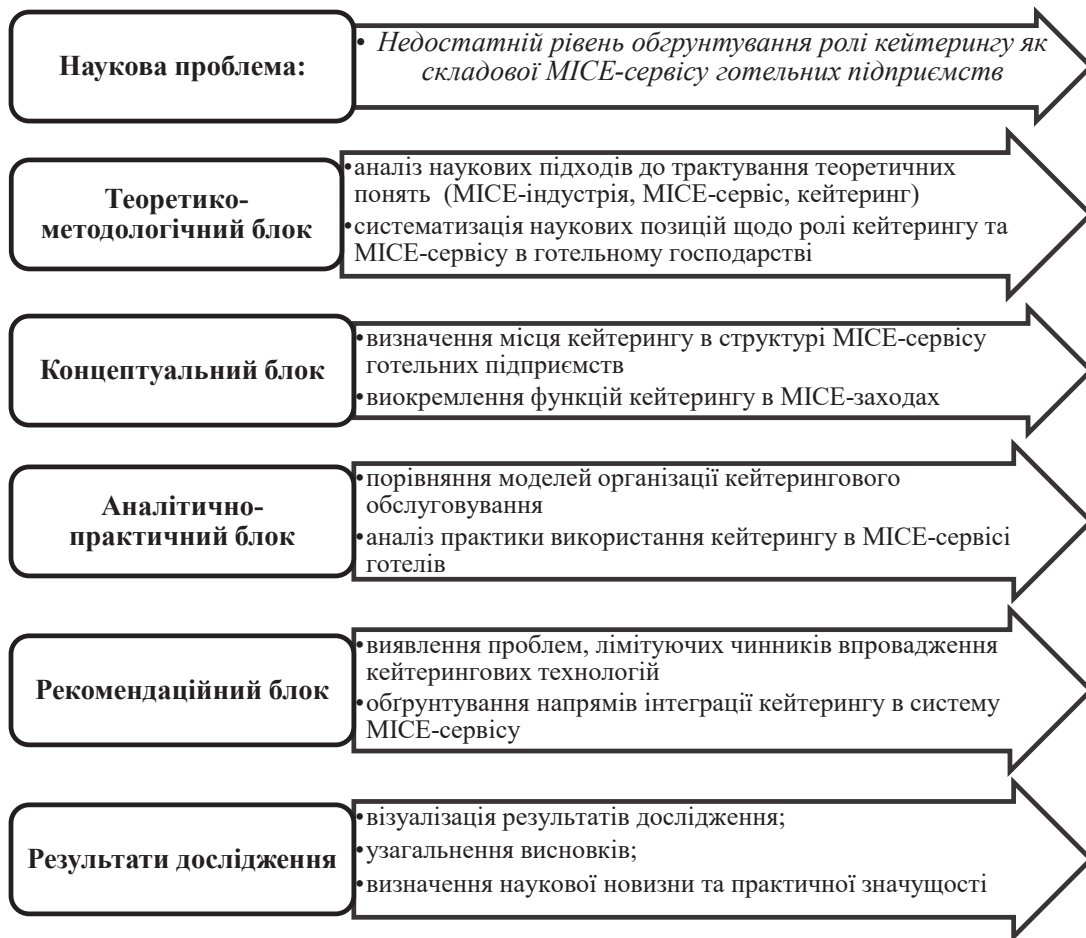 Наукова проблема:
• Недостатній рівень обгрунтування ролі кейтерингу як
складової MICE-сервісу готельних підприємств
Теоретико-
методологічний блок
•аналіз наукових підходів до трактування теоретичних
понять (MICE-індустрія, MICE-сервіс, кейтеринг)
•систематизація наукових позицій щодо ролі кейтерингу та
MICE-сервісу в готельному господарстві
Концептуальний блок
•визначення місця кейтерингу в структурі MICE-сервісу
готельних підприємств
•виокремлення функцій кейтерингу в MICE-заходах
Аналітично-
практичний блок
•порівняння моделей організації кейтерингового
обслуговування
•аналіз практики використання кейтерингу в MICE-сервісі
готелів
Рекомендаційний блок
•виявлення проблем, лімітуючих чинників впровадження
кейтерингових технологій
•обґрунтування напрямів інтеграції кейтерингу в систему
MICE-сервісу
Результати дослідження
•візуалізація результатів дослідження;
•узагальнення висновків;
•визначення наукової новизни та практичної значущості